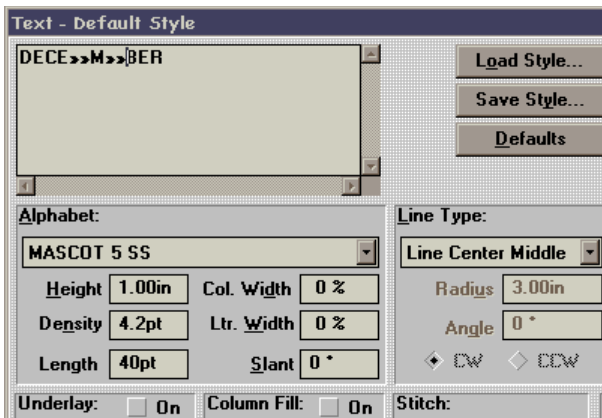 Text - Default Style
DECE»»M»»BER
Load Style...
Save Style...
Defaults
Alphabet:
MASCOT 5 SS
Height 1.00in Col. Width 0 %
Density 4.2pt Ltr. Width 0 %
Length 40pt Slant 0 °
Line Type:
Line Center Middle
Radius 3.00in
Angle 0 °
CW CCW
Underlay: On Column Fill: On Stitch: